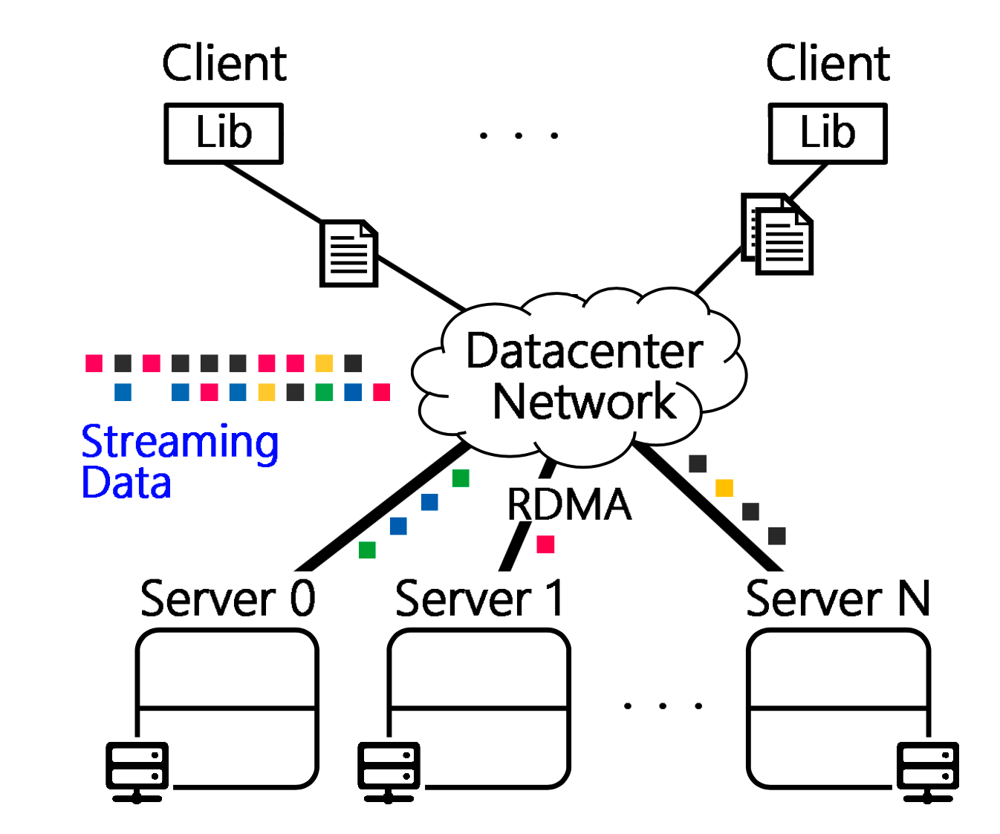 Client
Client
Lib
. . .
Lib
Datacenter
Network
Streaming
Data
RDMA
Server 0
Server 1
Server N
. . .